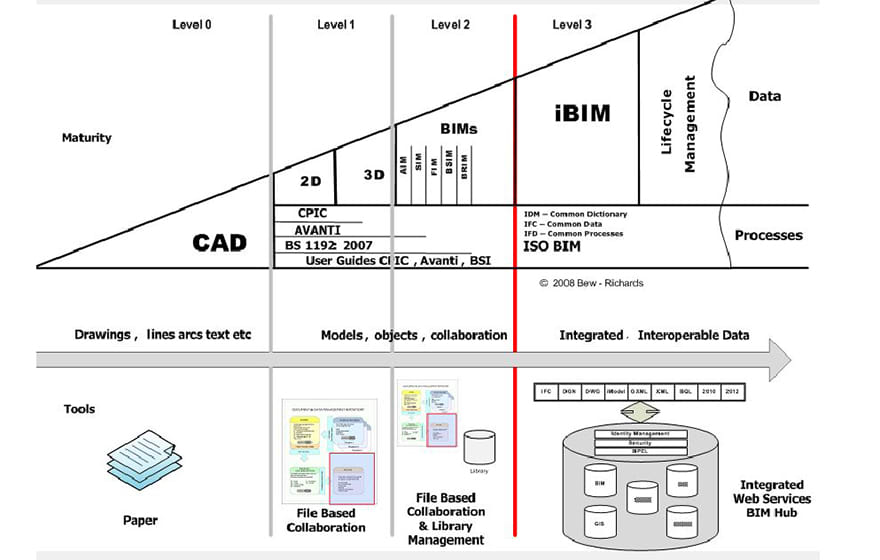 Level 0
Level 1
Level 2
Level 3
Maturity
CAD
2D
3D
BIMs
AIM
SIM
FIM
BSIM
BRIM
iBIM
Lifecycle
Management
Data
Processes
CPIC
AVANTI
BS 1192: 2007
User Guides CPIC , Avanti , BSI
IDM – Common Dictionary
IFC – Common Data
IFD – Common Processes
ISO BIM
© 2008 Bew - Richards
Drawings , lines arcs text etc
Models, objects , collaboration
Integrated , Interoperable Data
Tools
Paper
File Based
Collaboration
Library
File Based
Collaboration
& Library
Management
IFC DGN DWG iModel GXML XML SQL 2010 2012
Identity Management
Security
BPEL
BIM
GIS
Integrated
Web Services
BIM Hub